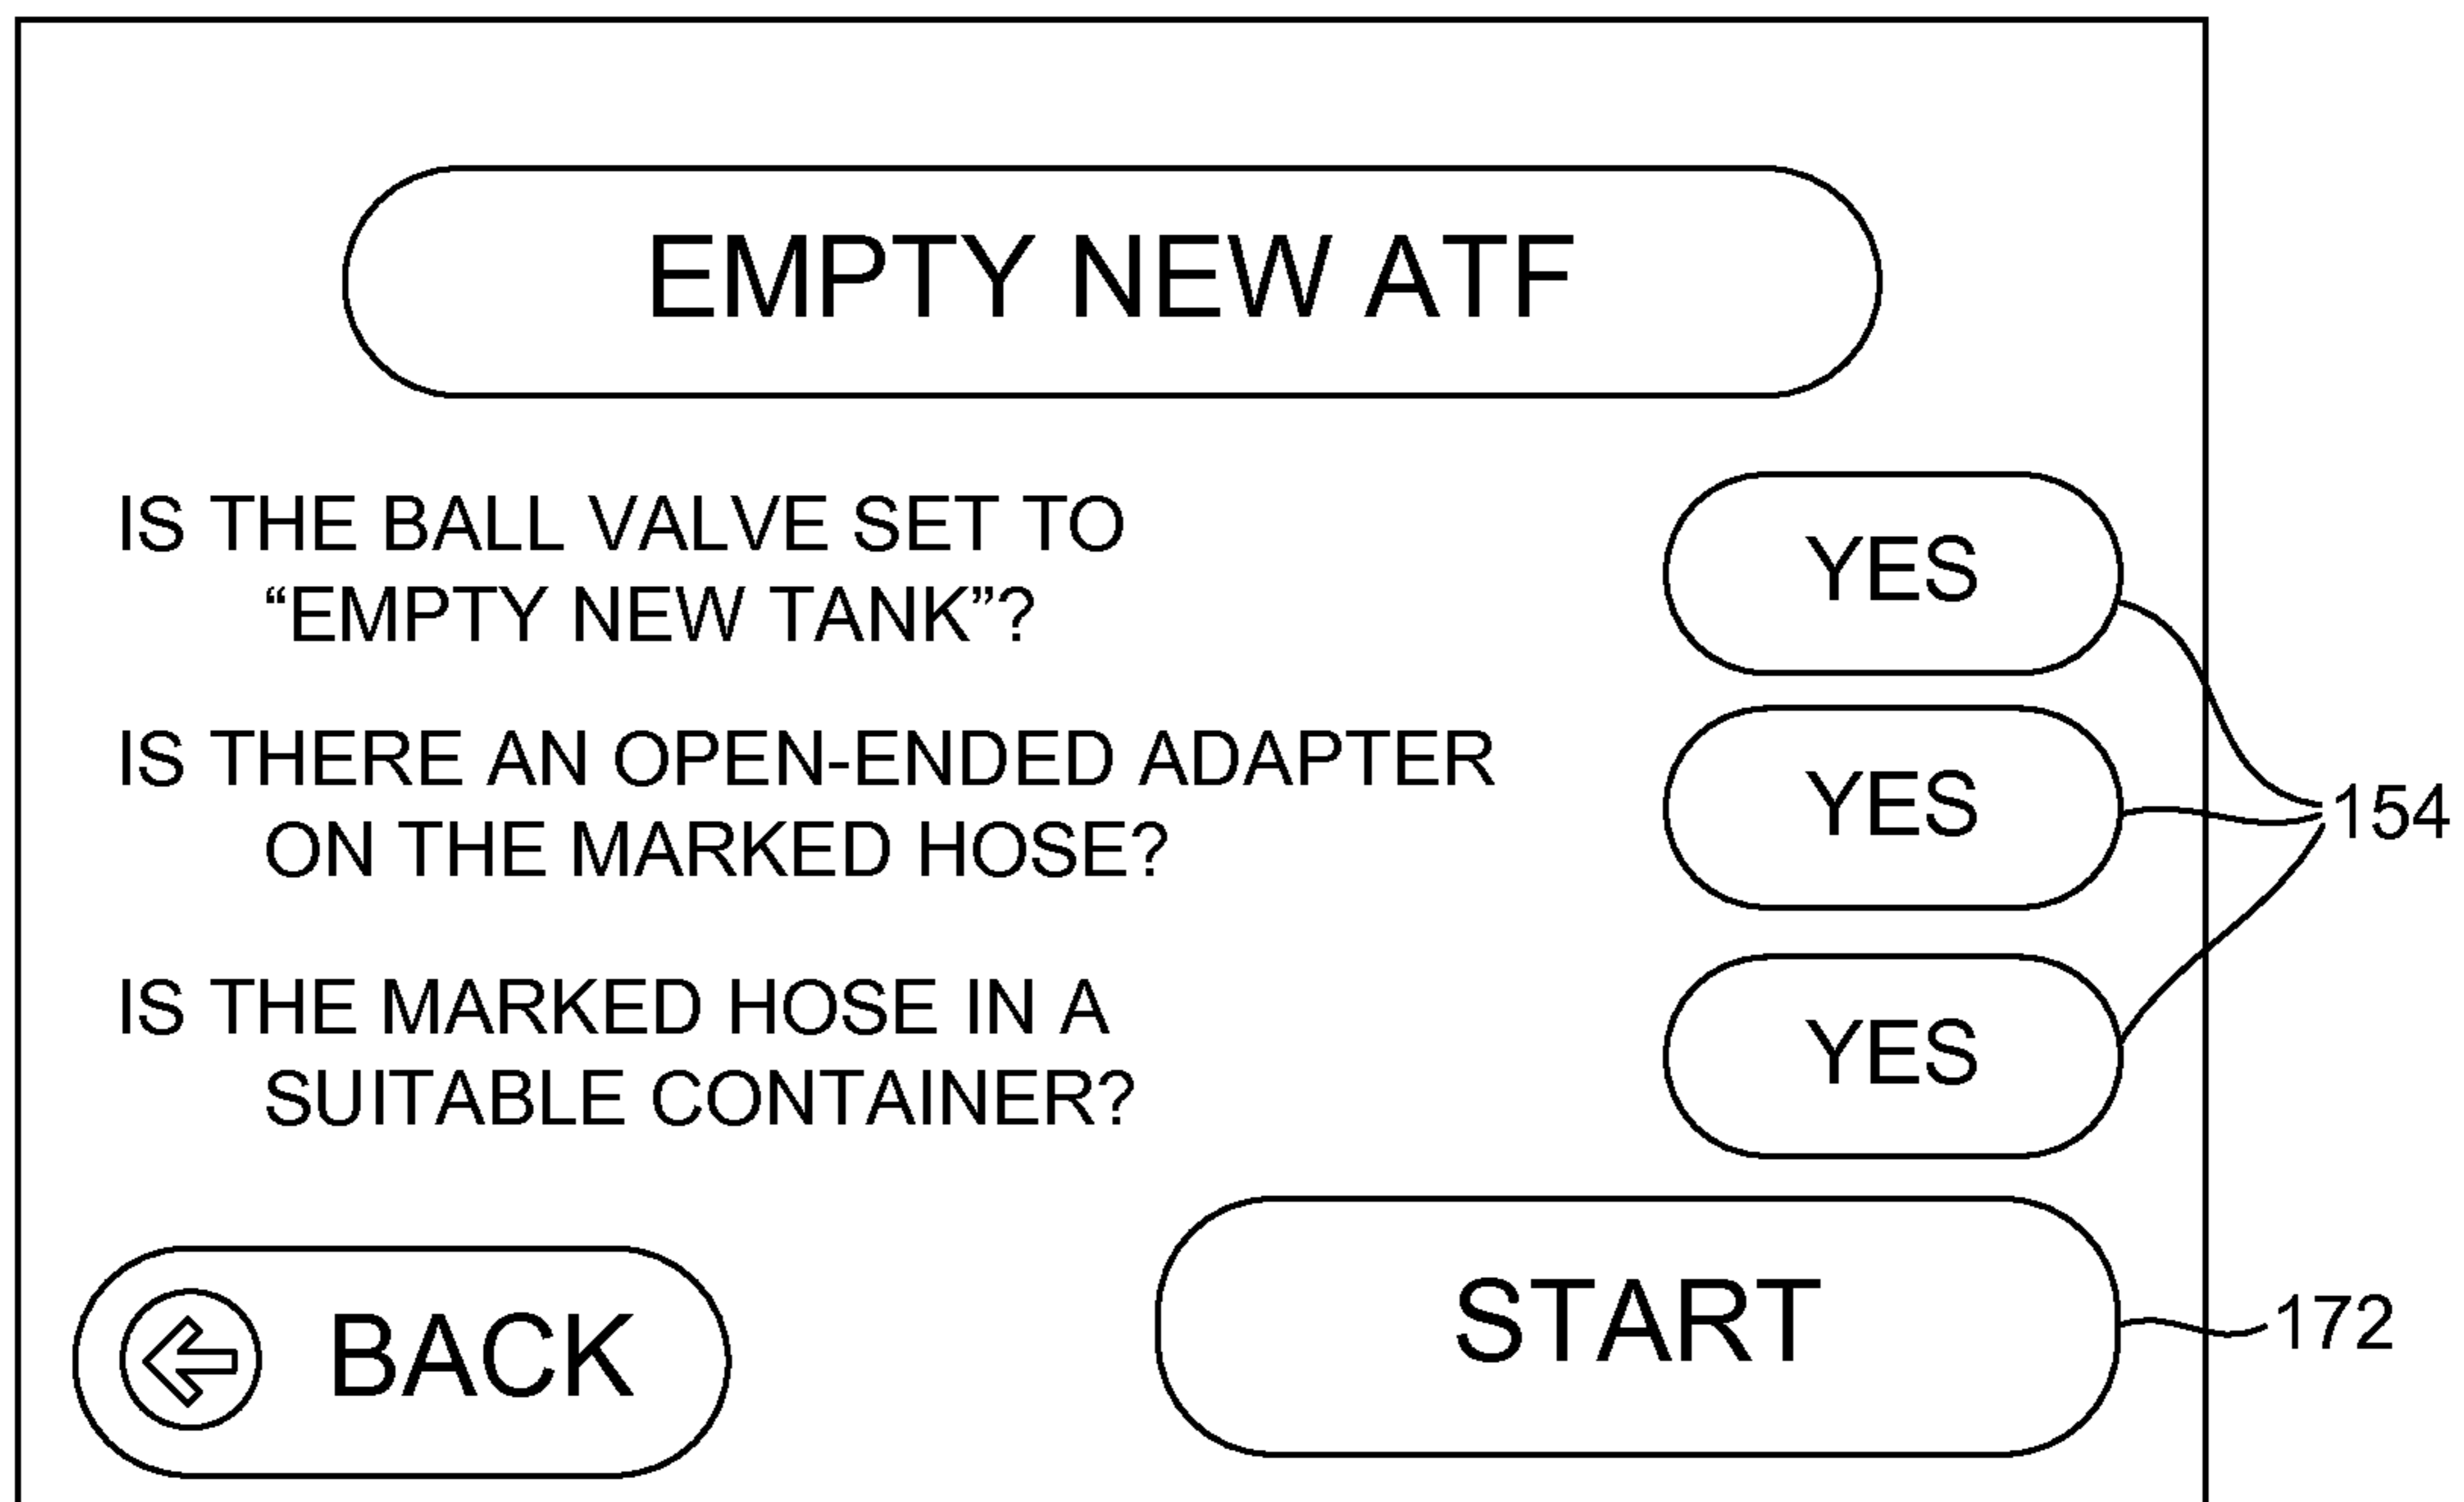 EMPTY NEW ATF
IS THE BALL VALVE SET TO
“EMPTY NEW TANK”?
YES
IS THERE AN OPEN-ENDED ADAPTER
ON THE MARKED HOSE?
YES
154
IS THE MARKED HOSE IN A
SUITABLE CONTAINER?
YES
BACK
START
172